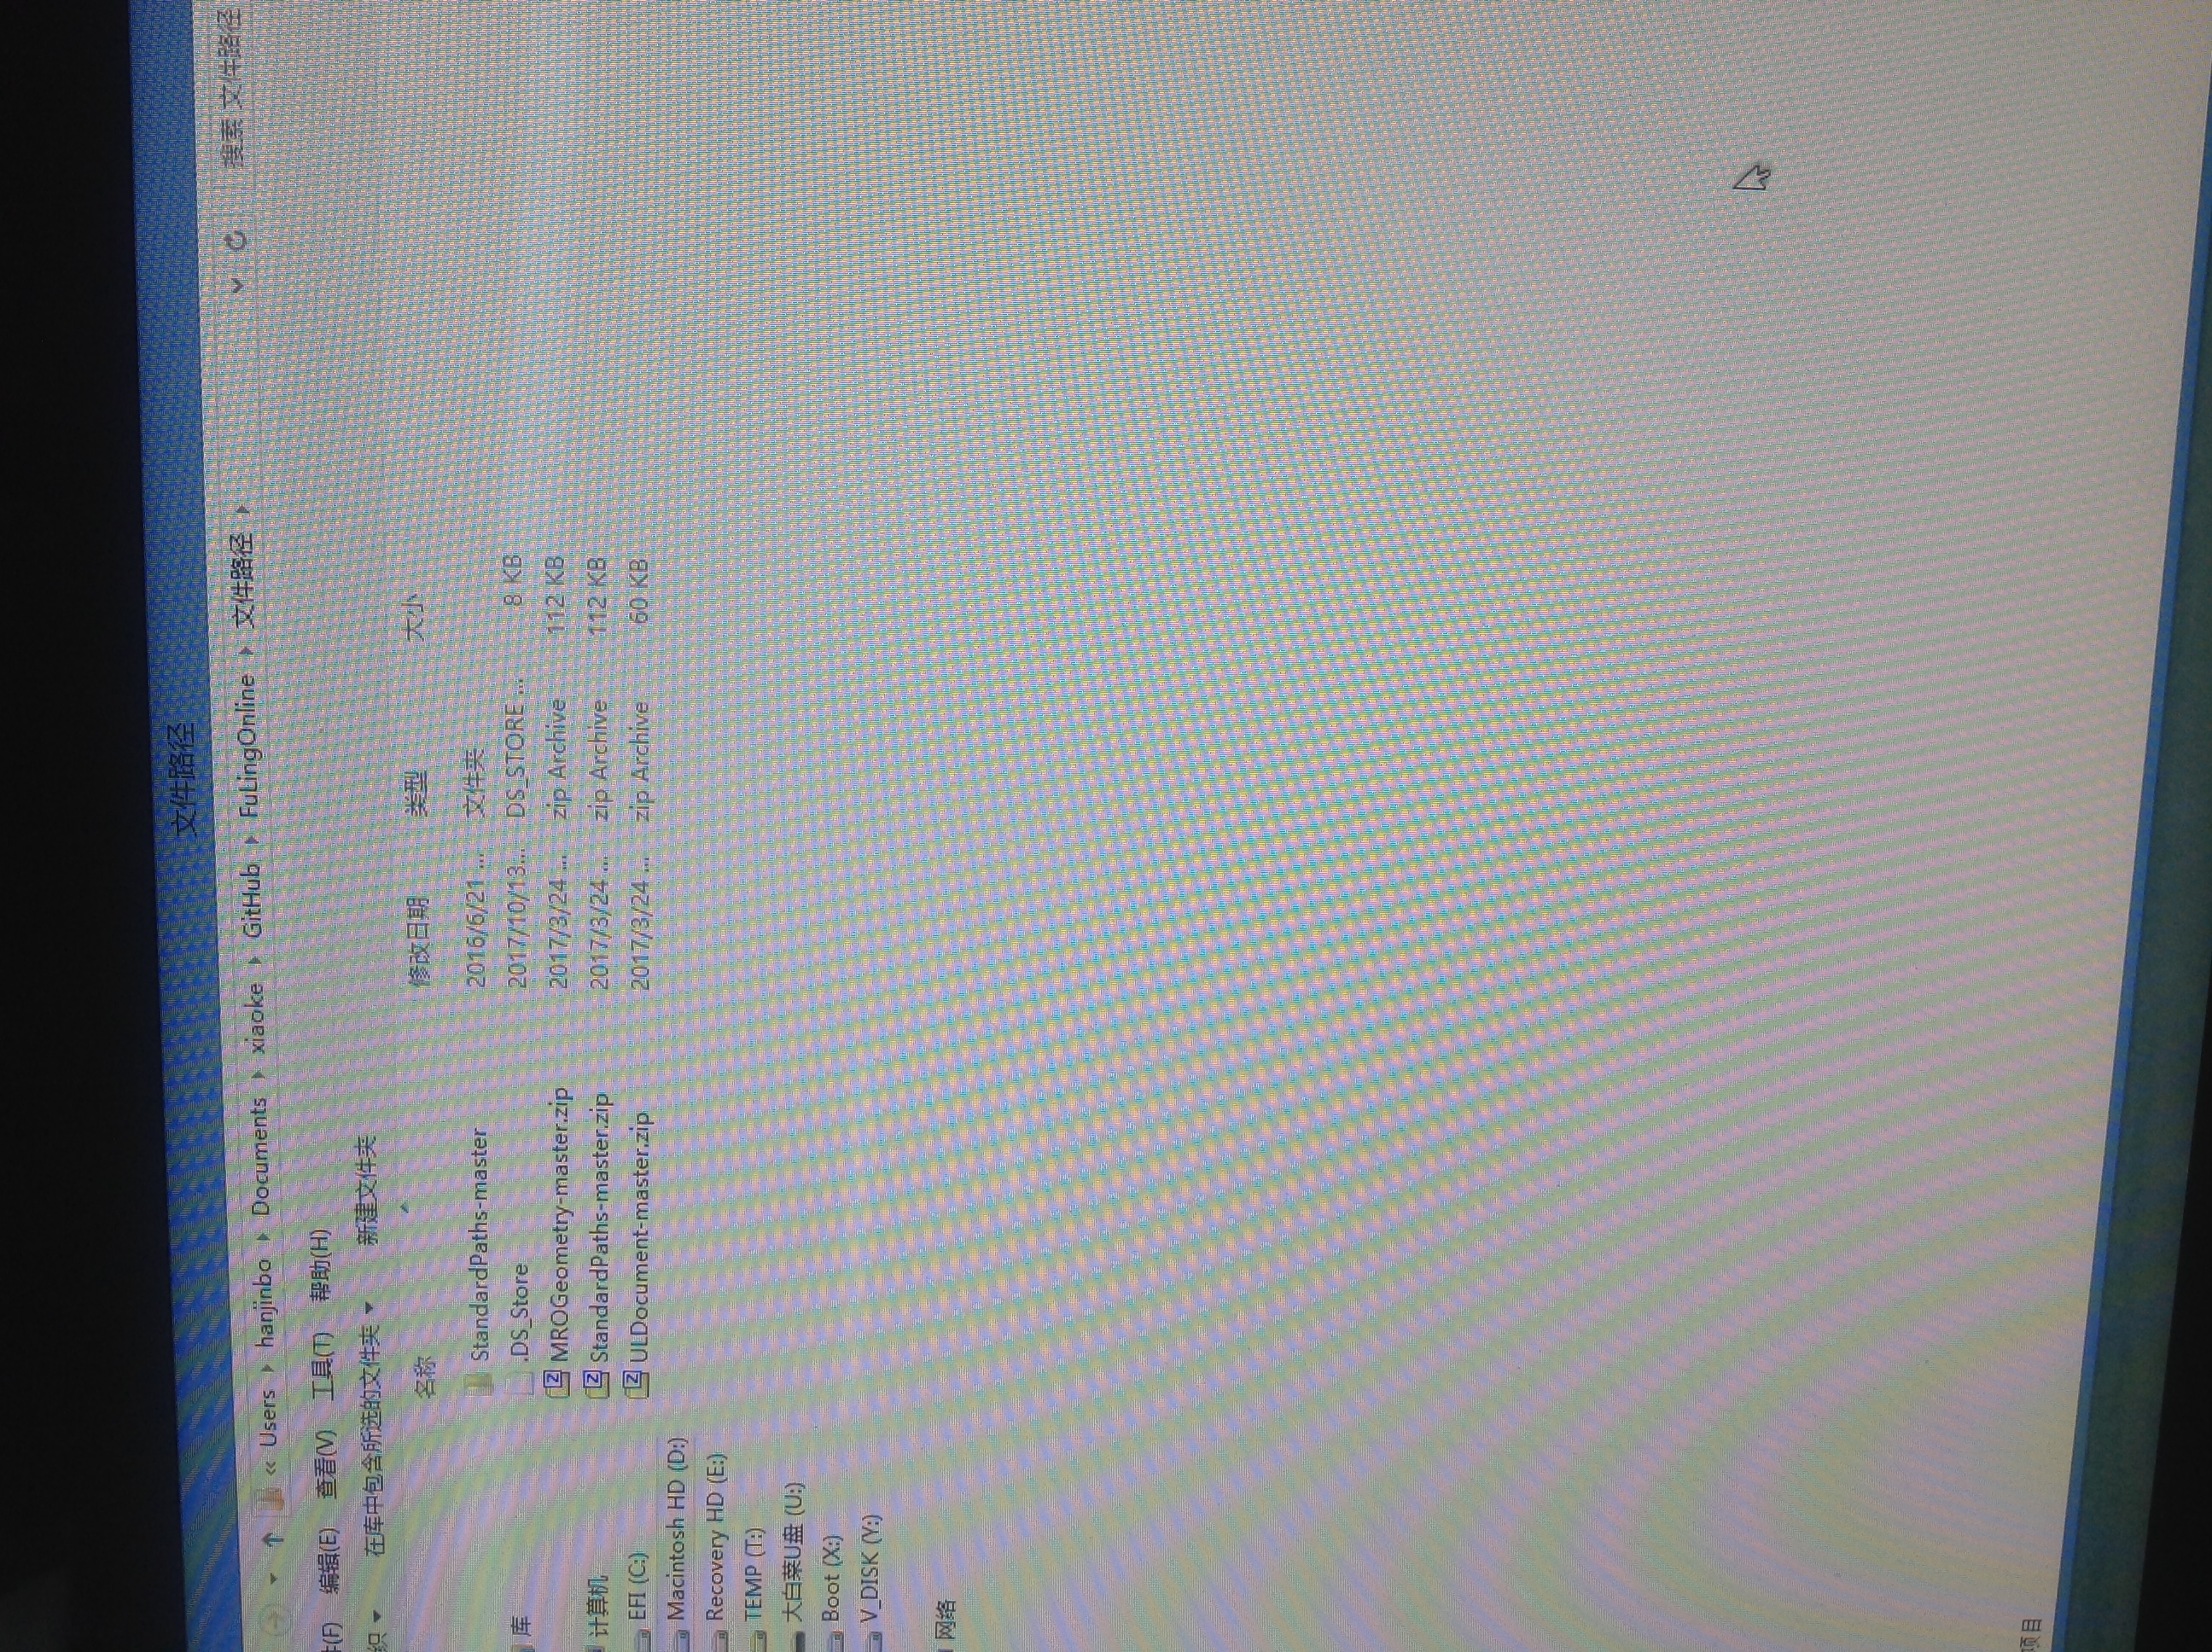 文件路径
« Users hanjinbo Documents xiaoke GitHub FuLingOnline 文件路径 搜索 文件路径
件(F) 编辑(E) 查看(V) 工具(T) 帮助(H)
织 在库中包含所选的文件夹 新建文件夹
名称 修改日期 类型 大小
StandardPaths-master 2016/6/21 ... 文件夹
.DS_Store 2017/10/13... DS_STORE ... 8 KB
MROGeometry-master.zip 2017/3/24 ... zip Archive 112 KB
StandardPaths-master.zip 2017/3/24 ... zip Archive 112 KB
ULDocument-master.zip 2017/3/24 ... zip Archive 60 KB
库
计算机
EFI (C:)
Macintosh HD (D:)
Recovery HD (E:)
TEMP (T:)
大白菜U盘 (U:)
Boot (X:)
V_DISK (Y:)
网络
项目